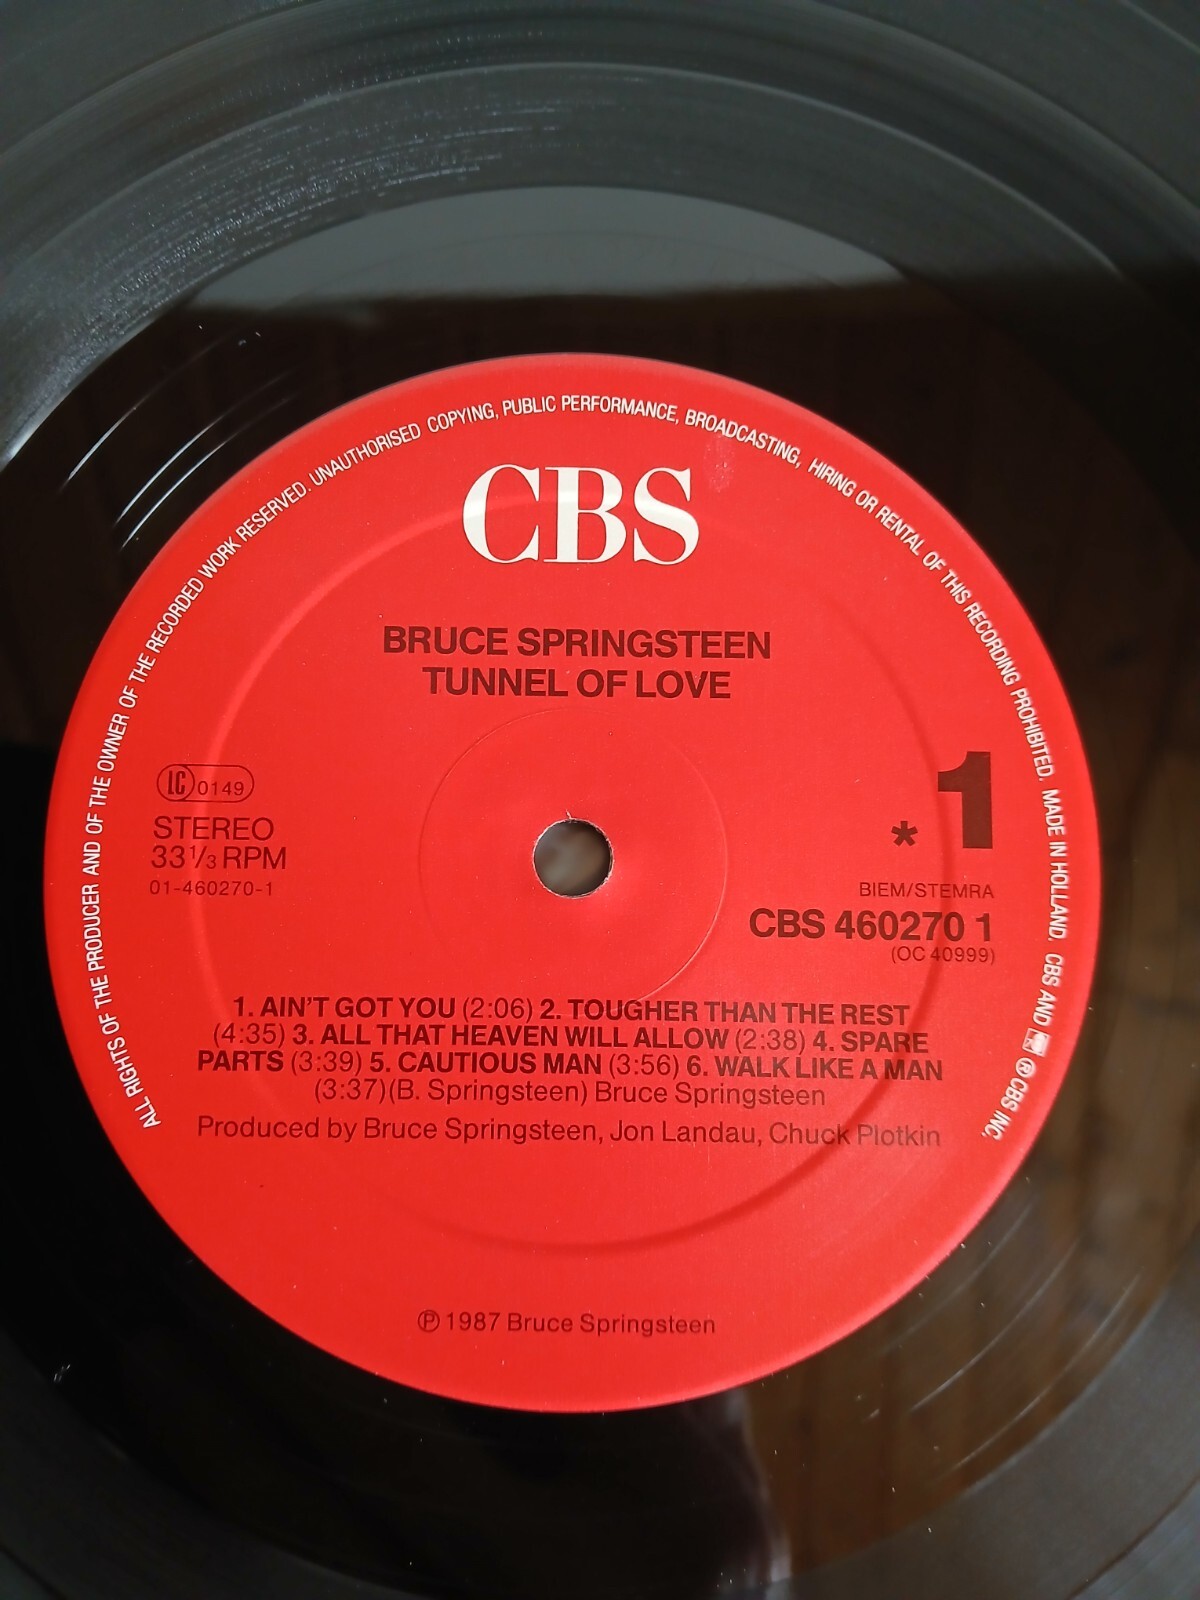 ALL RIGHTS OF THE PRODUCER AND OF THE OWNER OF THE RECORDED WORK RESERVED. UNAUTHORISED COPYING, PUBLIC PERFORMANCE, BROADCASTING, HIRING OR RENTAL OF THIS RECORDING PROHIBITED. MADE IN HOLLAND. CBS AND ® CBS INC.
CBS
BRUCE SPRINGSTEEN
TUNNEL OF LOVE
LC 0149
STEREO
33 1/3 RPM
01-460270-1
* 1
BIEM/STEMRA
CBS 460270 1
(OC 40999)
1. AIN'T GOT YOU (2:06) 2. TOUGHER THAN THE REST
(4:35) 3. ALL THAT HEAVEN WILL ALLOW (2:38) 4. SPARE
PARTS (3:39) 5. CAUTIOUS MAN (3:56) 6. WALK LIKE A MAN
(3:37)(B. Springsteen) Bruce Springsteen
Produced by Bruce Springsteen, Jon Landau, Chuck Plotkin
℗ 1987 Bruce Springsteen